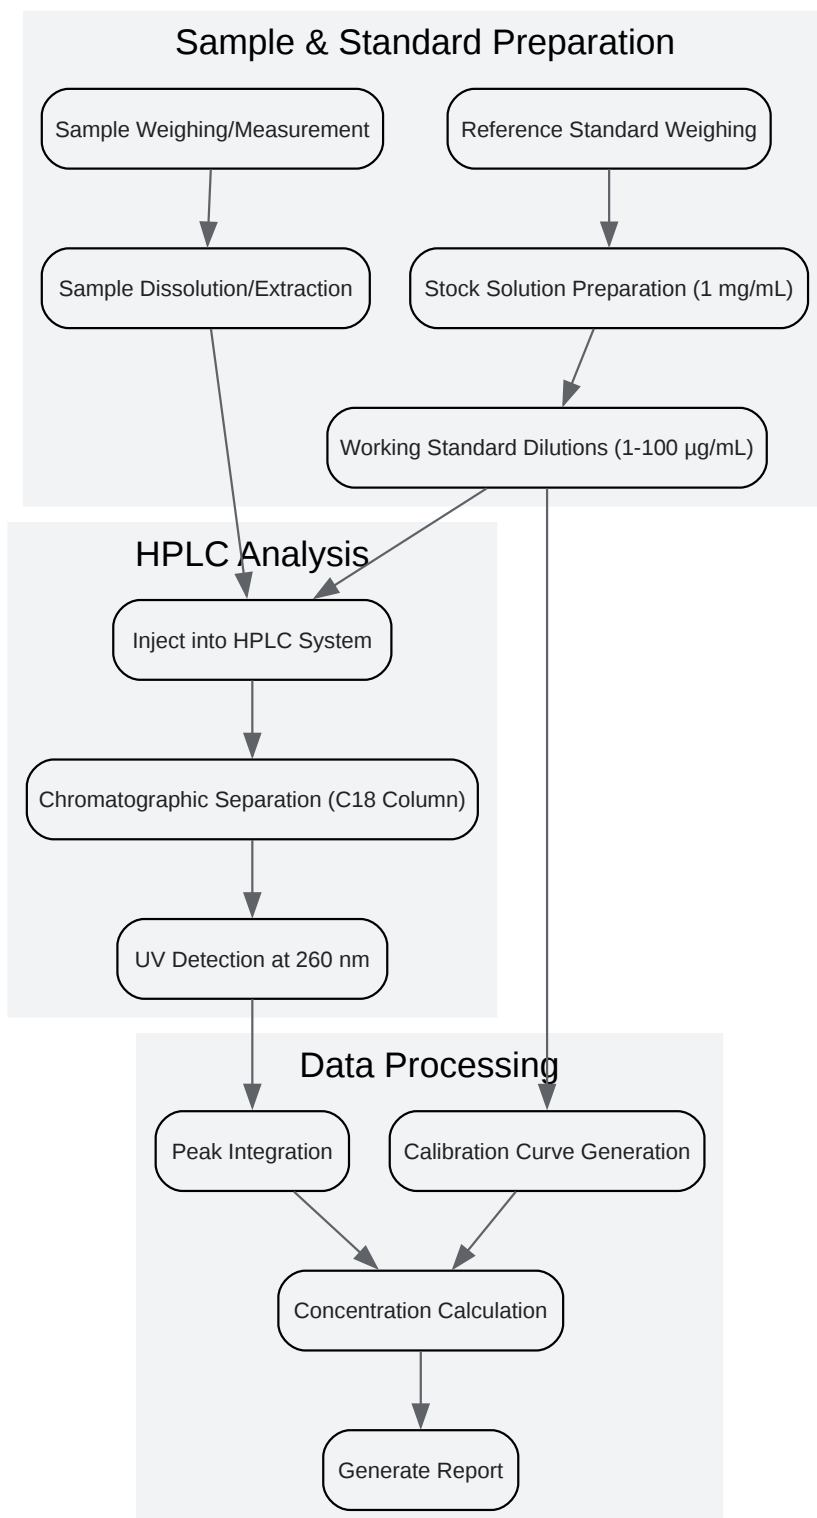 Sample & Standard Preparation
Sample Weighing/Measurement
Reference Standard Weighing
Sample Dissolution/Extraction
Stock Solution Preparation (1 mg/mL)
Working Standard Dilutions (1-100 µg/mL)
HPLC Analysis
Inject into HPLC System
Chromatographic Separation (C18 Column)
UV Detection at 260 nm
Data Processing
Peak Integration
Calibration Curve Generation
Concentration Calculation
Generate Report